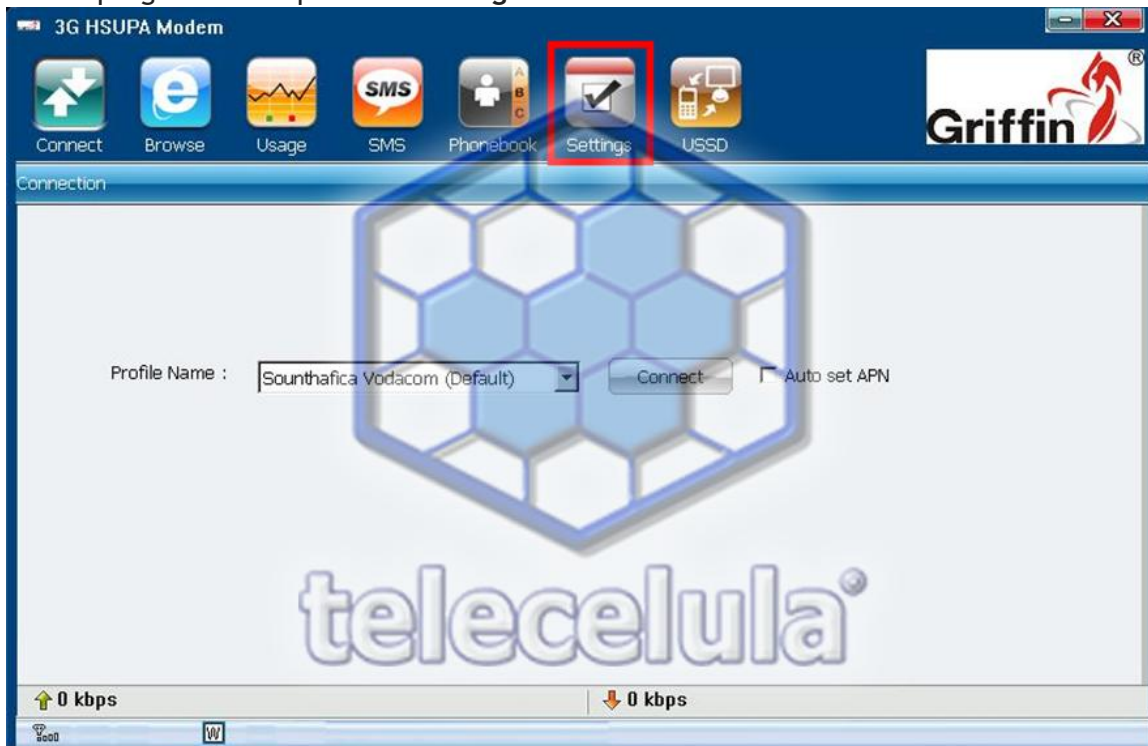 3G HSUPA Modem
Connect Browse Usage SMS Phonebook Settings USSD
SMS
A
B
C
Griffin®
Connection
Profile Name : Sounthafica Vodacom (Default) Connect Auto set APN
telecelula®
0 kbps 0 kbps
W